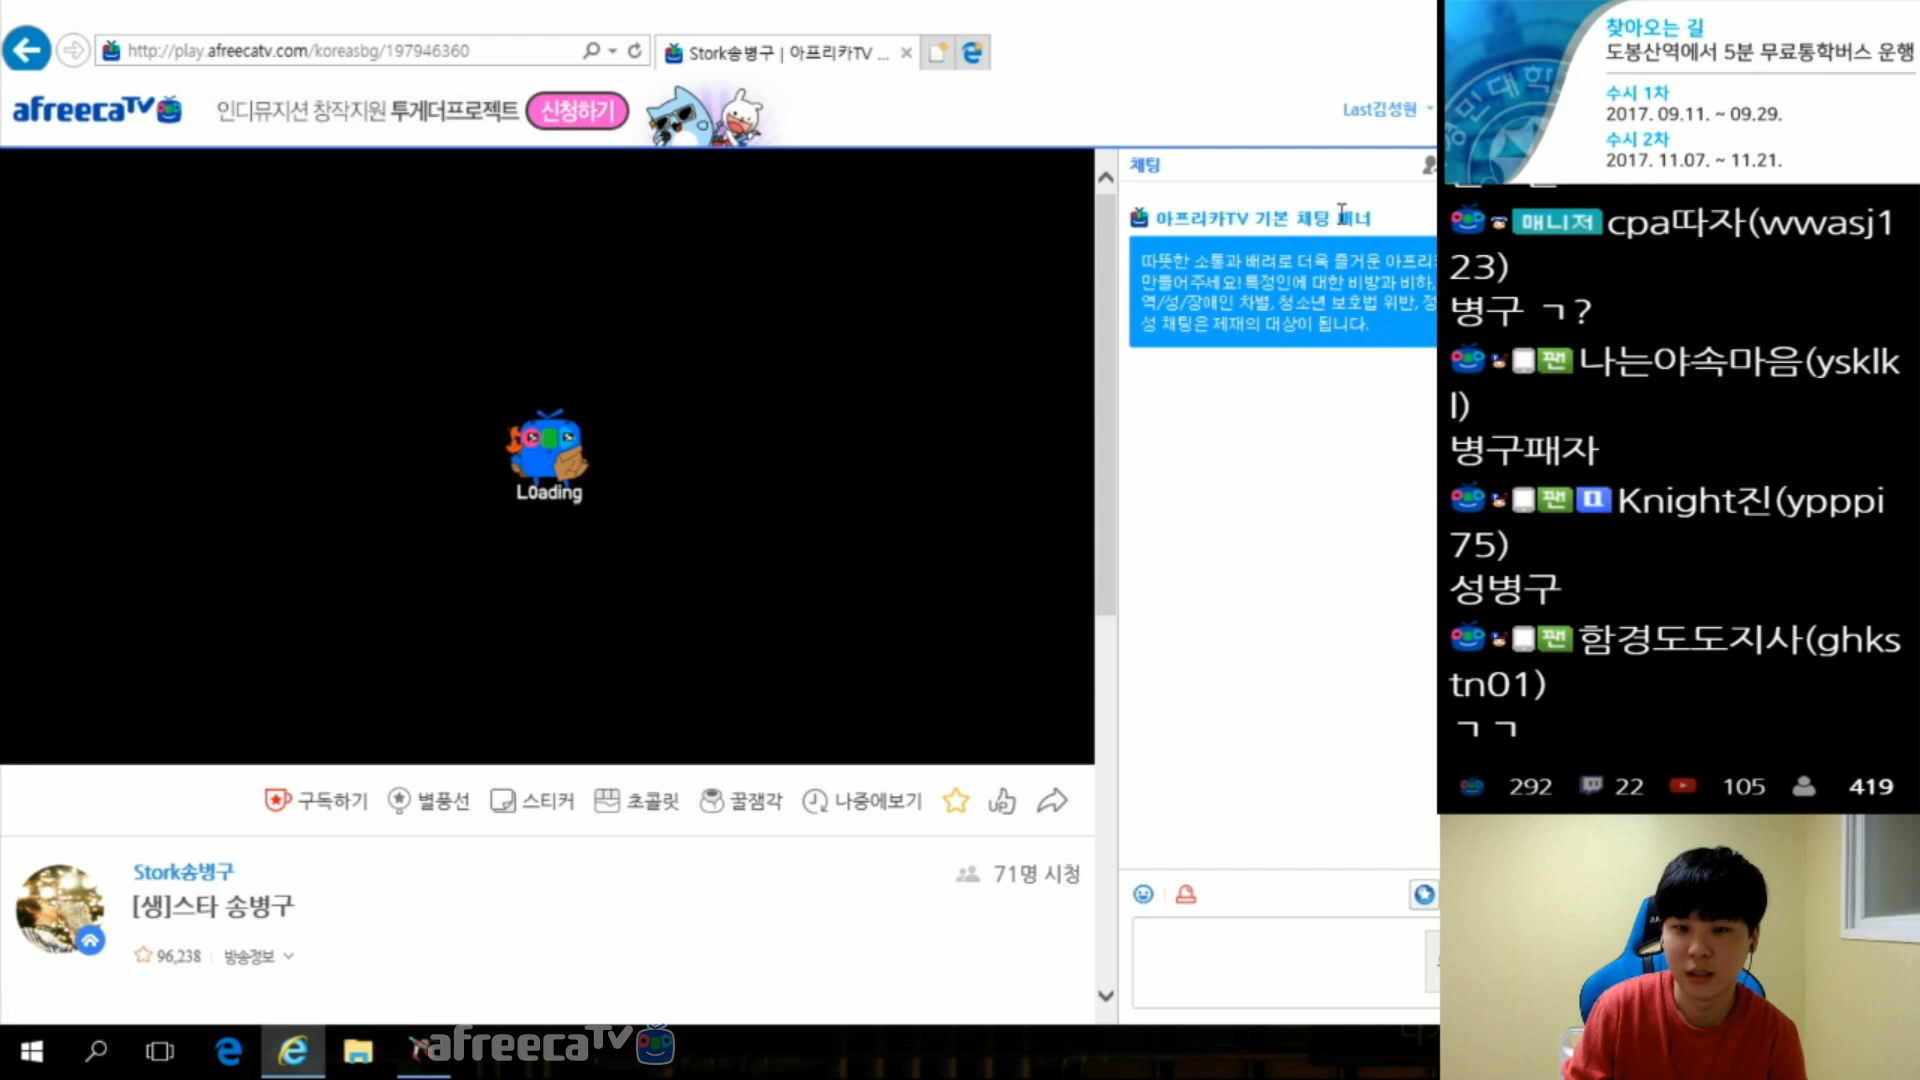 http://play.afreecatv.com/koreasbg/197946360
Stork송병구 | 아프리카TV ...
afreecaTV
인디뮤지션 창작지원 투게더프로젝트
신청하기
Last김성현
채팅
아프리카TV 기본 채팅 배너
따뜻한 소통과 배려로 더욱 즐거운 아프리
만들어주세요! 특정인에 대한 비방과 비하,
역/성/장애인 차별, 청소년 보호법 위반, 정
성 채팅은 제재의 대상이 됩니다.
L0ading
구독하기
별풍선
스티커
초콜릿
꿀잼각
나중에보기
up
Stork송병구
[생]스타 송병구
71명 시청
96,238
방송정보
afreecaTV
찾아오는 길
도봉산역에서 5분 무료통학버스 운행
수시 1차
2017. 09.11. ~ 09.29.
수시 2차
2017. 11.07. ~ 11.21.
매니저 cpa따자(wwasj1
23)
병구 ㄱ?
팬 나는야속마음(ysklk
l)
병구패자
팬 Knight진(ypppi
75)
성병구
팬 함경도도지사(ghks
tn01)
ㄱㄱ
292
22
105
419